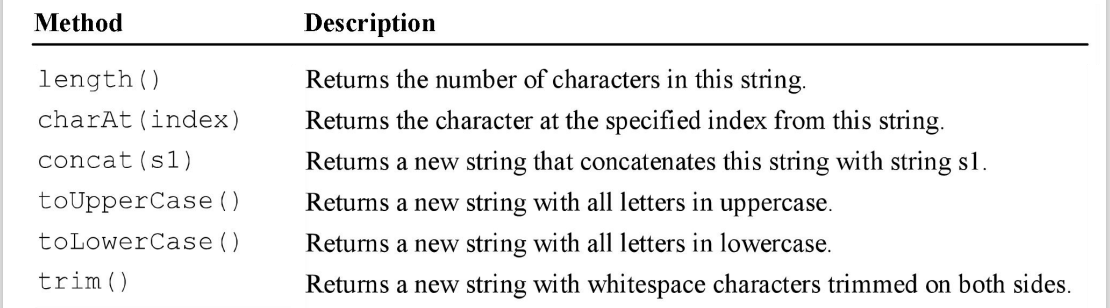 Method Description
length() Returns the number of characters in this string.
charAt(index) Returns the character at the specified index from this string.
concat(s1) Returns a new string that concatenates this string with string s1.
toUpperCase() Returns a new string with all letters in uppercase.
toLowerCase() Returns a new string with all letters in lowercase.
trim() Returns a new string with whitespace characters trimmed on both sides.